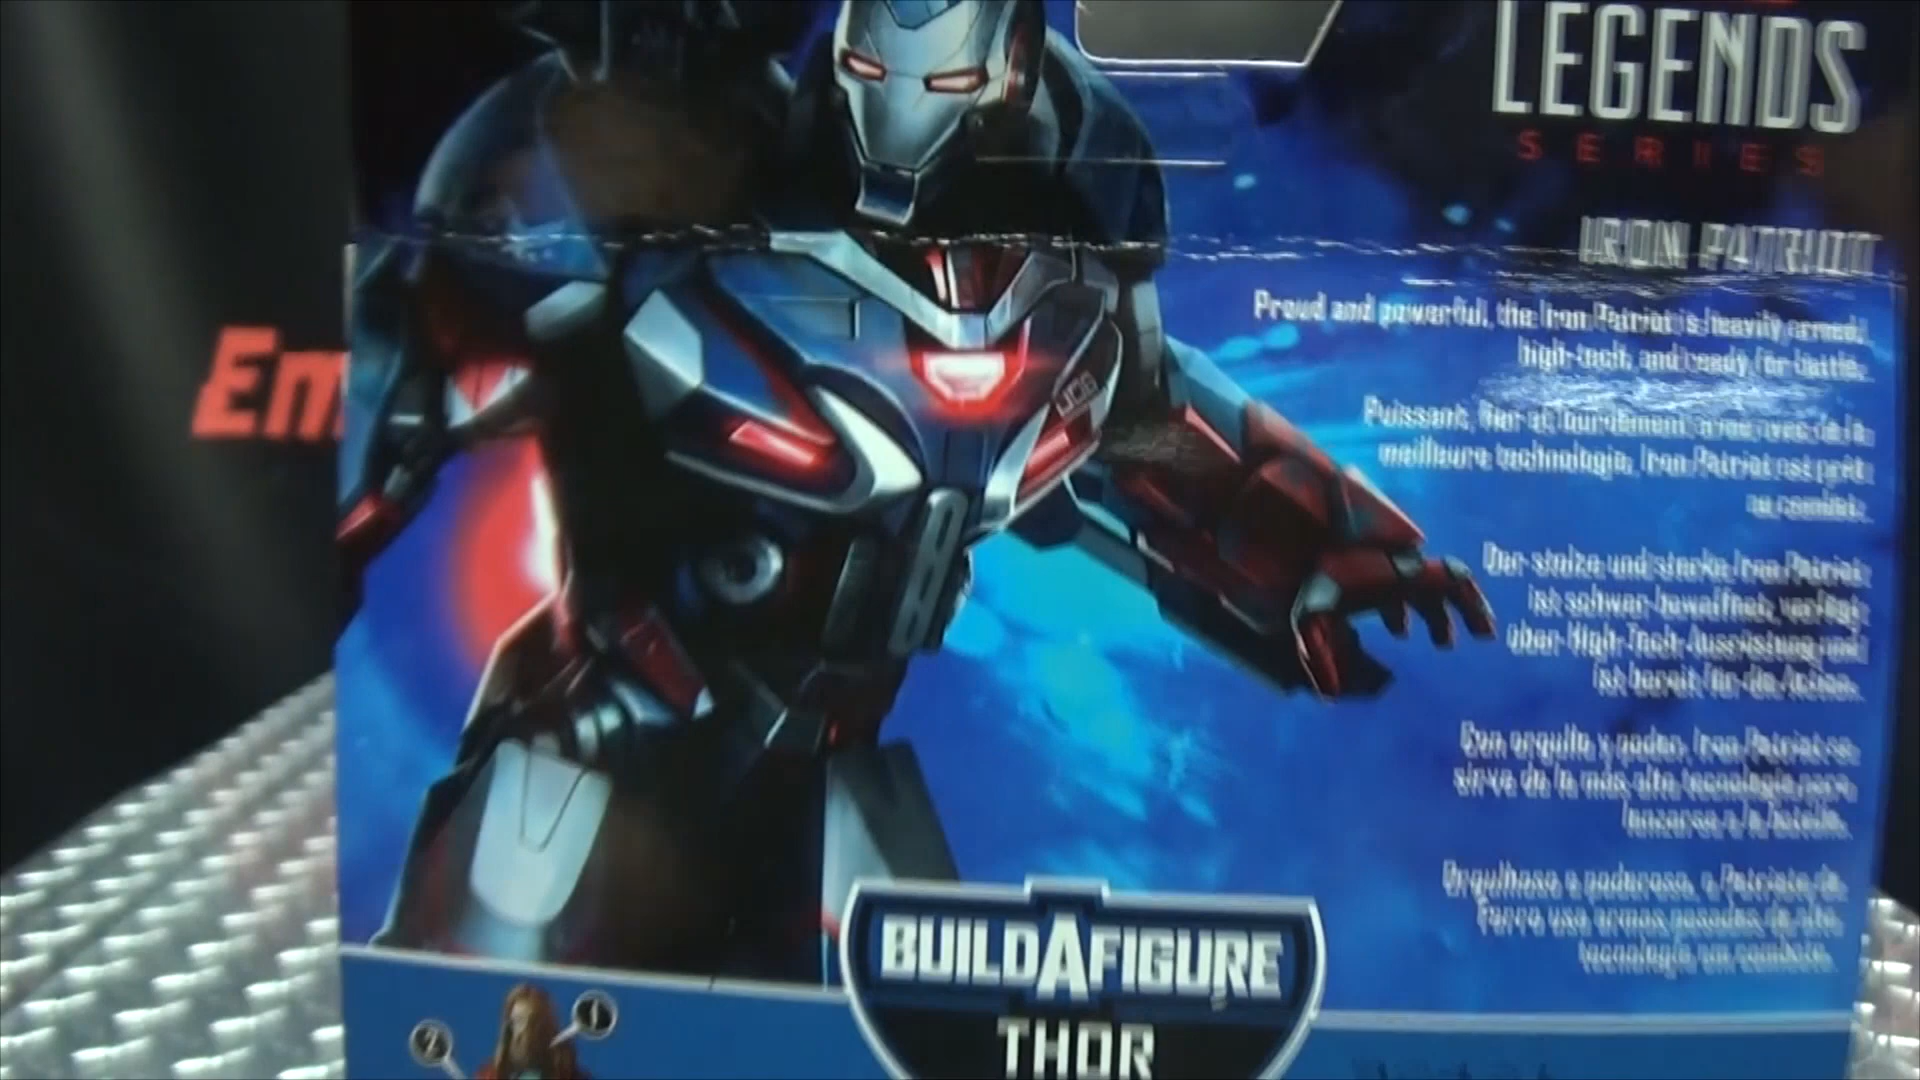 LEGENDS
SERIES
IRON PATRIOT
Proud and powerful, the Iron Patriot is heavily armed,
high-tech, and ready for battle.
Puissant, fier et lourdement armé avec de la
meilleure technologie, Iron Patriot est prêt
au combat.
Der stolze und starke Iron Patriot
ist schwer bewaffnet, verfügt
über High-Tech-Ausrüstung und
ist bereit für die Action.
Con orgullo y poder, Iron Patriot se
sirve de la más alta tecnología para
lanzarse a la batalla.
Orgulhoso e poderoso, o Patriota de
Ferro usa armas pesadas de alta
tecnologia em combate.
Em
BUILDAFIGURE
THOR
1
2